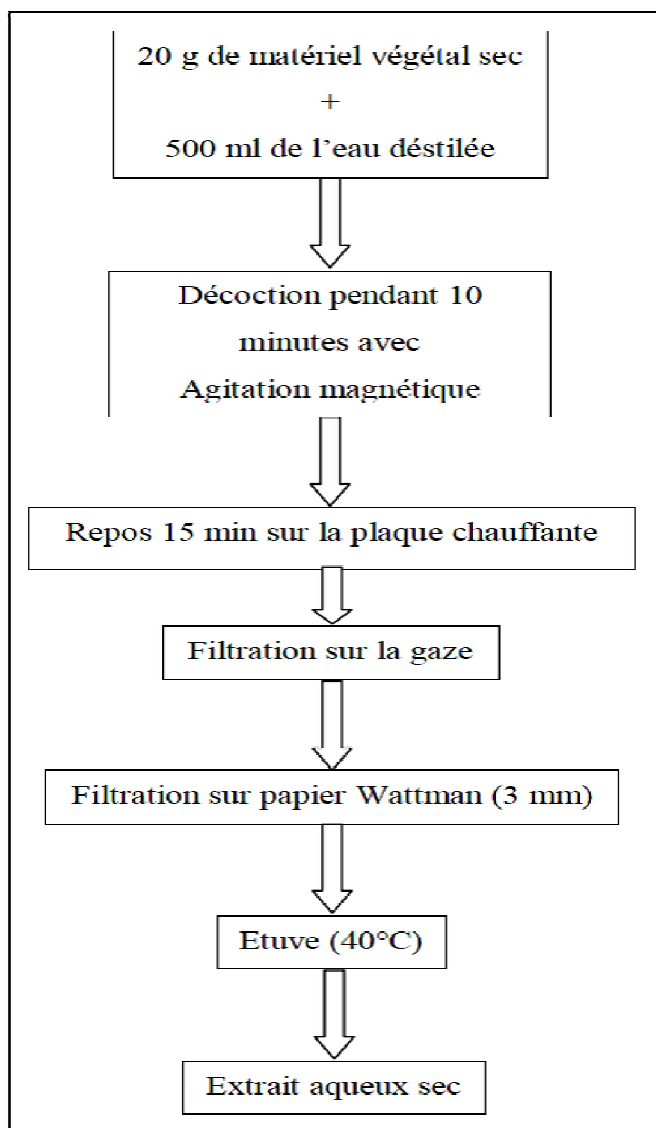 20 g de matériel végétal sec
+
500 ml de l'eau déstilée
Décoction pendant 10
minutes avec
Agitation magnétique
Repos 15 min sur la plaque chauffante
Filtration sur la gaze
Filtration sur papier Wattman (3 mm)
Etuve (40°C)
Extrait aqueux sec